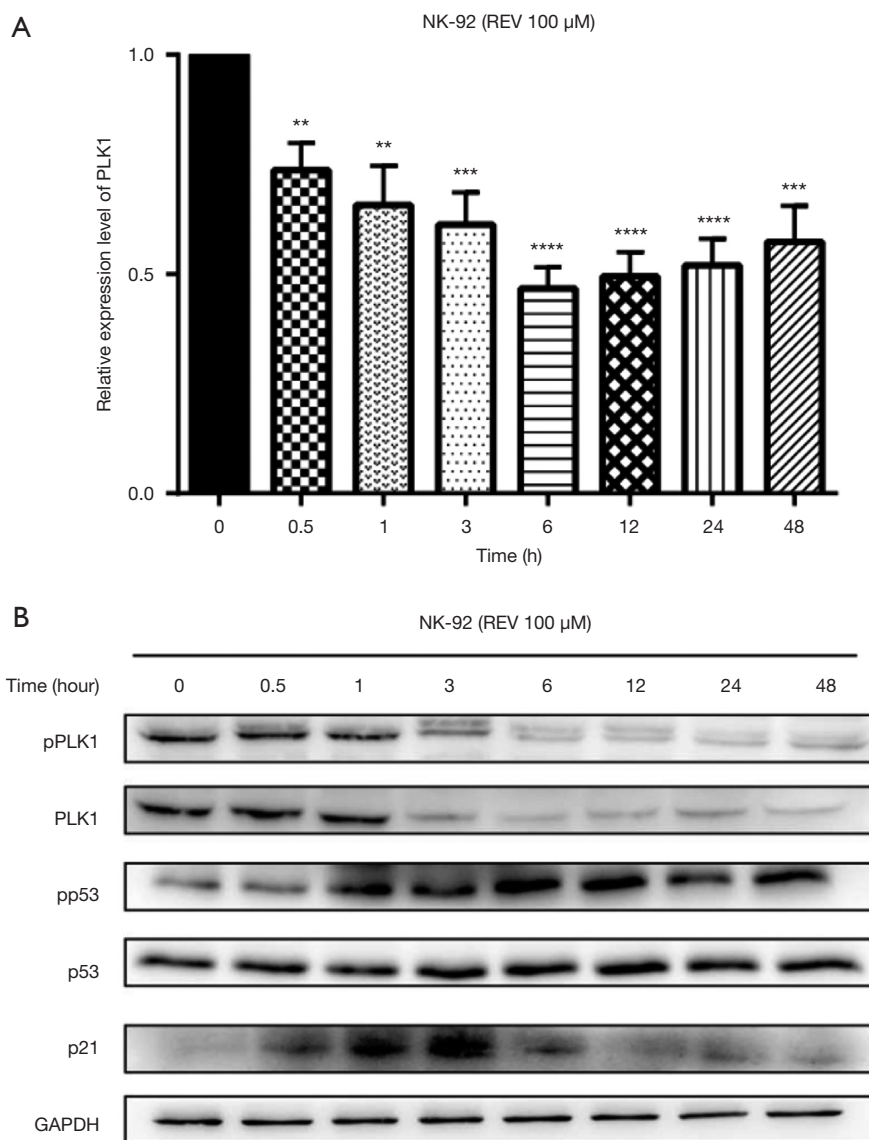 A
NK-92 (REV 100 µM)
Relative expression level of PLK1
1.0
0.5
0.0
** ** *** **** **** **** ***
0 0.5 1 3 6 12 24 48
Time (h)
B
NK-92 (REV 100 µM)
Time (hour) 0 0.5 1 3 6 12 24 48
pPLK1
PLK1
pp53
p53
p21
GAPDH